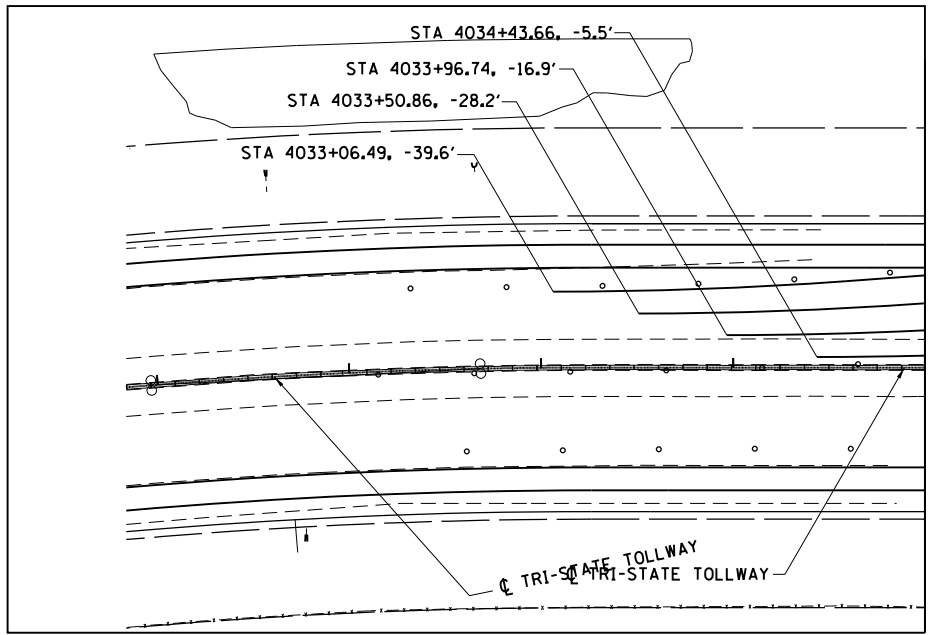 STA 4034+43.66, -5.5'
STA 4033+96.74, -16.9'
STA 4033+50.86, -28.2'
STA 4033+06.49, -39.6'
℄ TRI-STATE TOLLWAY
℄ TRI-STATE TOLLWAY